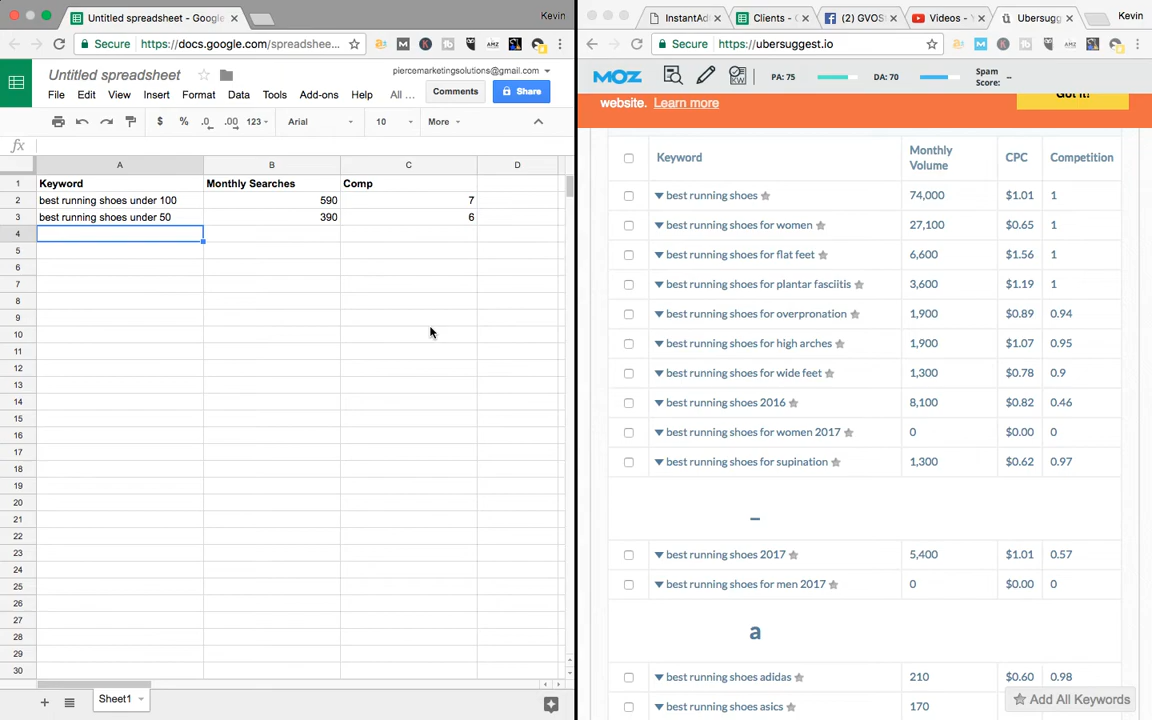 Untitled spreadsheet - Google
Kevin
Secure
https://docs.google.com/spreadshee...
Untitled spreadsheet
piercemarketingsolutions@gmail.com
File Edit View Insert Format Data Tools Add-ons Help All ...
Comments
Share
$ % .0 .00 123 Arial 10 More
fx
A B C D
1 Keyword Monthly Searches Comp
2 best running shoes under 100 590 7
3 best running shoes under 50 390 6
4
5
6
7
8
9
10
11
12
13
14
15
16
17
18
19
20
21
22
23
24
25
26
27
28
29
30
Sheet1
InstantAd
Clients -
(2) GVOS
Videos -
Ubersugg
Kevin
Secure
https://ubersuggest.io
MOZ
PA: 75
DA: 70
Spam
Score: --
website. Learn more
Got it!
Keyword Monthly Volume CPC Competition
best running shoes 74,000 $1.01 1
best running shoes for women 27,100 $0.65 1
best running shoes for flat feet 6,600 $1.56 1
best running shoes for plantar fasciitis 3,600 $1.19 1
best running shoes for overpronation 1,900 $0.89 0.94
best running shoes for high arches 1,900 $1.07 0.95
best running shoes for wide feet 1,300 $0.78 0.9
best running shoes 2016 8,100 $0.82 0.46
best running shoes for women 2017 0 $0.00 0
best running shoes for supination 1,300 $0.62 0.97
–
best running shoes 2017 5,400 $1.01 0.57
best running shoes for men 2017 0 $0.00 0
a
best running shoes adidas 210 $0.60 0.98
best running shoes asics 170
Add All Keywords